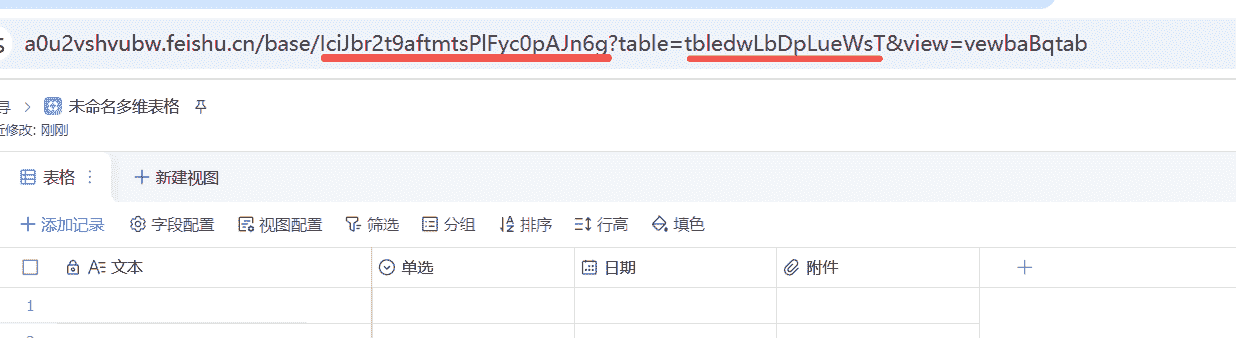 a0u2vshvubw.feishu.cn/base/IciJbr2t9aftmtsPlFyc0pAJn6g?table=tbledwLbDpLueWsT&view=vewbaBqtab
未命名多维表格
修改: 刚刚
表格 新建视图
添加记录 字段配置 视图配置 筛选 分组 排序 行高 填色
文本 单选 日期 附件
1